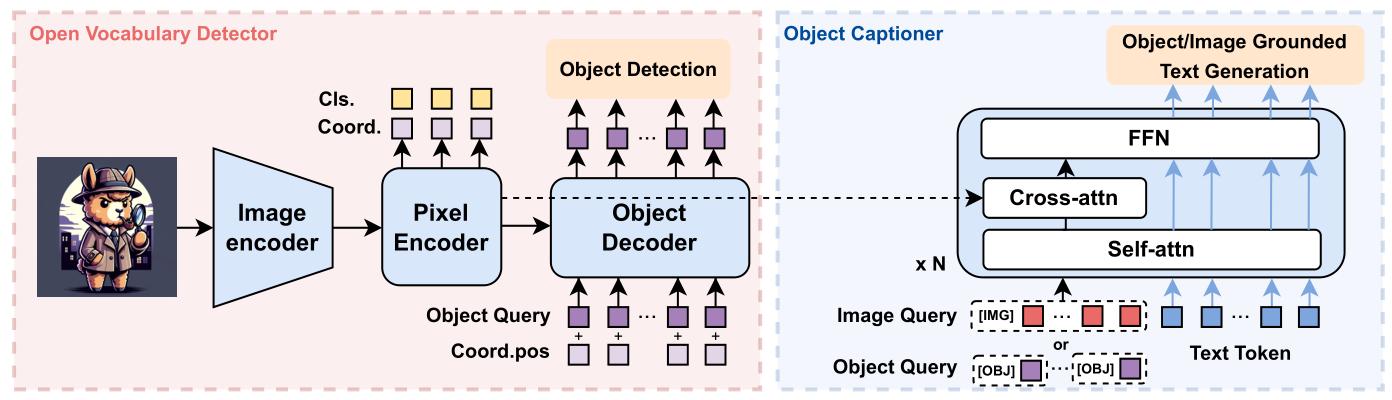 Open Vocabulary Detector
Object Detection
Cls.
Coord.
Image
encoder
Pixel
Encoder
Object
Decoder
...
Object Query
...
+ + + +
Coord.pos
Object Captioner
Object/Image Grounded
Text Generation
FFN
Cross-attn
Self-attn
x N
Image Query
[IMG] ...
...
or
Text Token
Object Query
[OBJ] ... [OBJ]